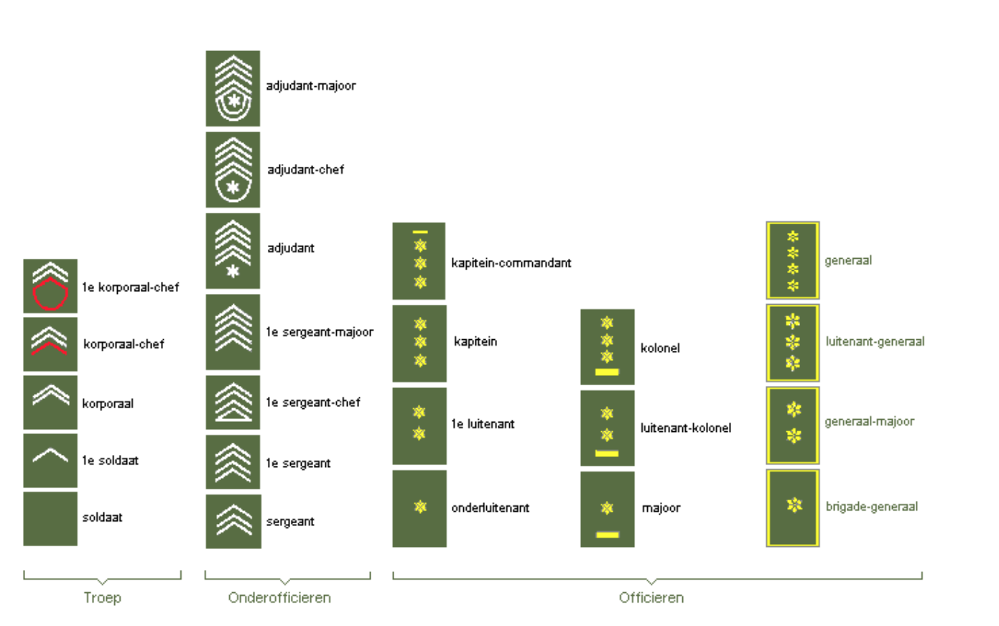 adjudant-majoor
adjudant-chef
adjudant
1e sergeant-majoor
1e sergeant-chef
1e sergeant
sergeant
1e korporaal-chef
korporaal-chef
korporaal
1e soldaat
soldaat
kapitein-commandant
kapitein
1e luitenant
onderluitenant
kolonel
luitenant-kolonel
majoor
generaal
luitenant-generaal
generaal-majoor
brigade-generaal
Troep
Onderofficieren
Officieren